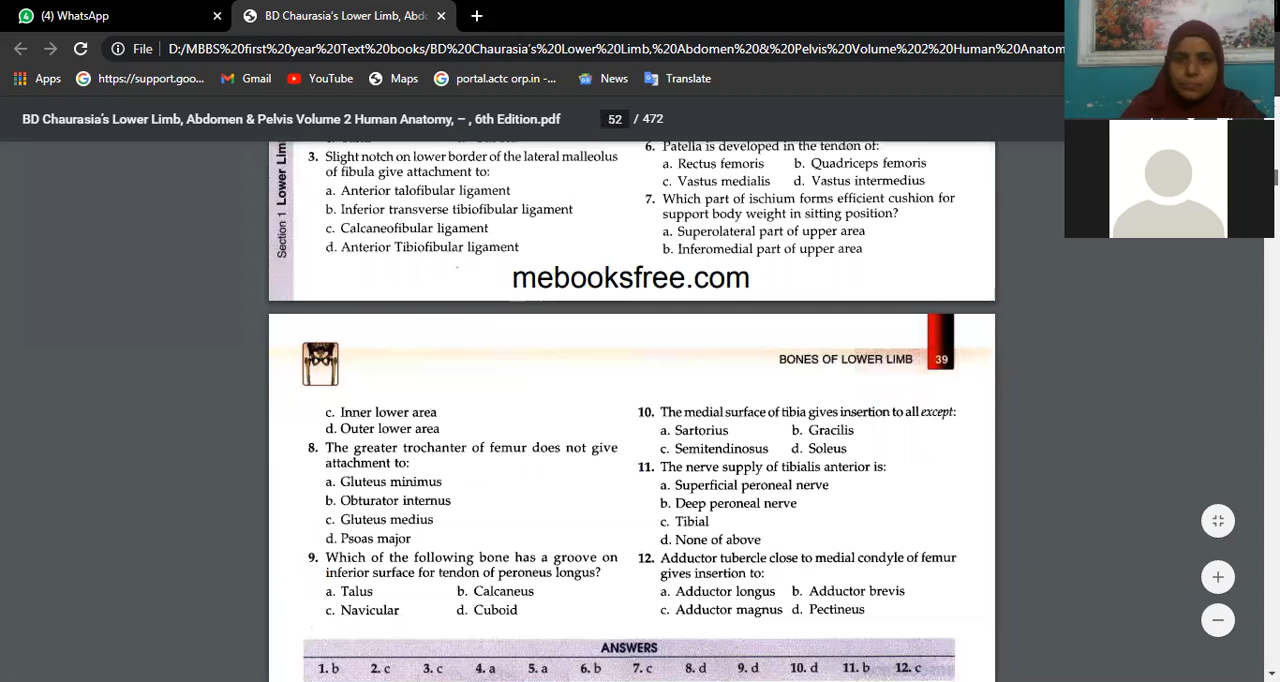 (4) WhatsApp
BD Chaurasia's Lower Limb, Abdo
File
D:/MBBS%20first%20year%20Text%20books/BD%20Chaurasia's%20Lower%20Limb,%20Abdomen%20&%20Pelvis%20Volume%202%20Human%20Anatom
Apps
https://support.goo...
Gmail
YouTube
Maps
portal.actc orp.in -...
News
Translate
BD Chaurasia's Lower Limb, Abdomen & Pelvis Volume 2 Human Anatomy, – , 6th Edition.pdf
52 / 472
Section 1 Lower Lim
3. Slight notch on lower border of the lateral malleolus
of fibula give attachment to:
a. Anterior talofibular ligament
b. Inferior transverse tibiofibular ligament
c. Calcaneofibular ligament
d. Anterior Tibiofibular ligament
6. Patella is developed in the tendon of:
a. Rectus femoris b. Quadriceps femoris
c. Vastus medialis d. Vastus intermedius
7. Which part of ischium forms efficient cushion for
support body weight in sitting position?
a. Superolateral part of upper area
b. Inferomedial part of upper area
mebooksfree.com
BONES OF LOWER LIMB 39
c. Inner lower area
d. Outer lower area
8. The greater trochanter of femur does not give
attachment to:
a. Gluteus minimus
b. Obturator internus
c. Gluteus medius
d. Psoas major
9. Which of the following bone has a groove on
inferior surface for tendon of peroneus longus?
a. Talus b. Calcaneus
c. Navicular d. Cuboid
10. The medial surface of tibia gives insertion to all except:
a. Sartorius b. Gracilis
c. Semitendinosus d. Soleus
11. The nerve supply of tibialis anterior is:
a. Superficial peroneal nerve
b. Deep peroneal nerve
c. Tibial
d. None of above
12. Adductor tubercle close to medial condyle of femur
gives insertion to:
a. Adductor longus b. Adductor brevis
c. Adductor magnus d. Pectineus
ANSWERS
1. b 2. c 3. c 4. a 5. a 6. b 7. c 8. d 9. d 10. d 11. b 12. c